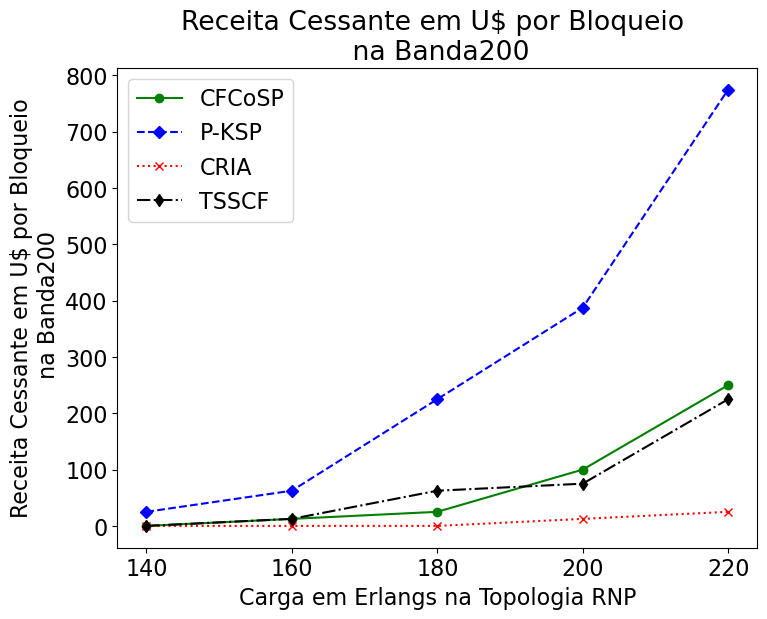 Receita Cessante em U$ por Bloqueio
na Banda200
Receita Cessante em U$ por Bloqueio
na Banda200
800
700
600
500
400
300
200
100
0
CFCoSP
P-KSP
CRIA
TSSCF
140
160
180
200
220
Carga em Erlangs na Topologia RNP